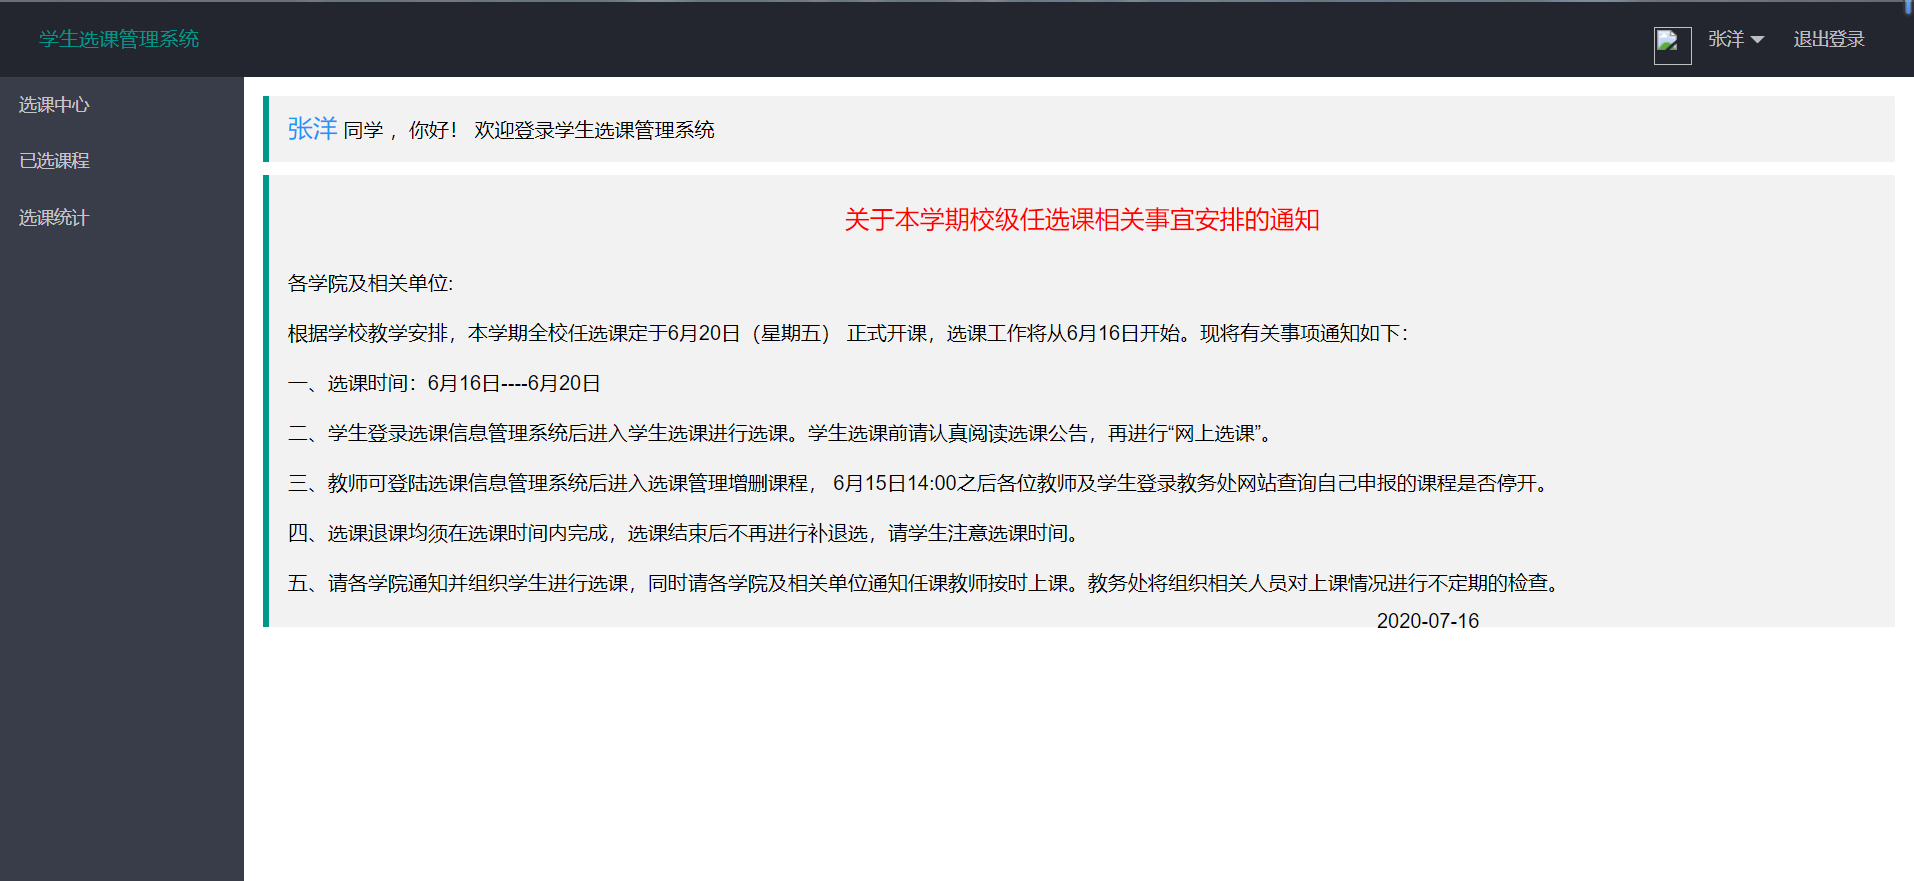 学生选课管理系统
张洋
退出登录
选课中心
已选课程
选课统计
张洋 同学 ，你好！ 欢迎登录学生选课管理系统
关于本学期校级任选课相关事宜安排的通知
各学院及相关单位:
根据学校教学安排，本学期全校任选课定于6月20日（星期五） 正式开课，选课工作将从6月16日开始。现将有关事项通知如下：
一、选课时间：6月16日----6月20日
二、学生登录选课信息管理系统后进入学生选课进行选课。学生选课前请认真阅读选课公告，再进行“网上选课”。
三、教师可登陆选课信息管理系统后进入选课管理增删课程， 6月15日14:00之后各位教师及学生登录教务处网站查询自己申报的课程是否停开。
四、选课退课均须在选课时间内完成，选课结束后不再进行补退选，请学生注意选课时间。
五、请各学院通知并组织学生进行选课，同时请各学院及相关单位通知任课教师按时上课。教务处将组织相关人员对上课情况进行不定期的检查。
2020-07-16